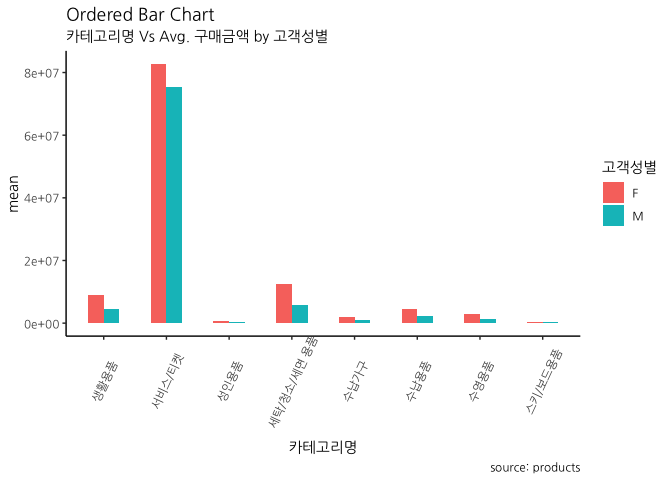 Ordered Bar Chart
카테고리명 Vs Avg. 구매금액 by 고객성별
mean
8e+07
6e+07
4e+07
2e+07
0e+00
고객성별
F
M
생활용품
서비스/티켓
성인용품
세탁/청소/세면 용품
수납가구
수납용품
수영용품
스키/보드용품
카테고리명
source: products